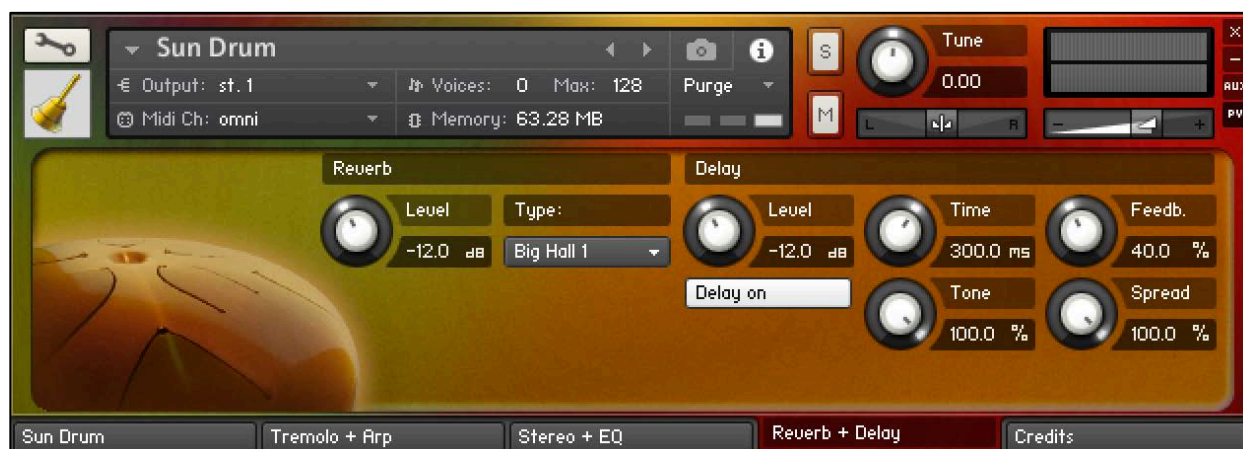 Sun Drum
Output: st.1
Voices: 0 Max: 128
Purge
Midi Ch: omni
Memory: 63.28 MB
S
M
Tune
0.00
L R
- +
×
-
AUX
PV
Reverb
Level
-12.0 dB
Type:
Big Hall 1
Delay
Level
-12.0 dB
Delay on
Time
300.0 ms
Feedb.
40.0 %
Tone
100.0 %
Spread
100.0 %
Sun Drum
Tremolo + Arp
Stereo + EQ
Reverb + Delay
Credits